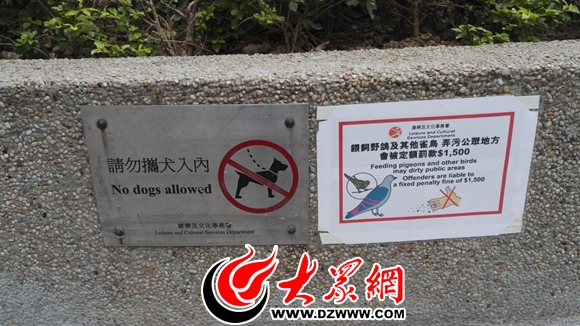 請勿攜犬入內
No dogs allowed
康樂及文化事務署
Leisure and Cultural Services Department
康樂及文化事務署
Leisure and Cultural
Services Department
餵飼野鴿及其他雀鳥 弄污公眾地方
會被定額罰款$1,500
Feeding pigeons and other birds
may dirty public areas
Offenders are liable to
a fixed penalty fine of $1,500
大眾網
WWW.DZWWW.COM